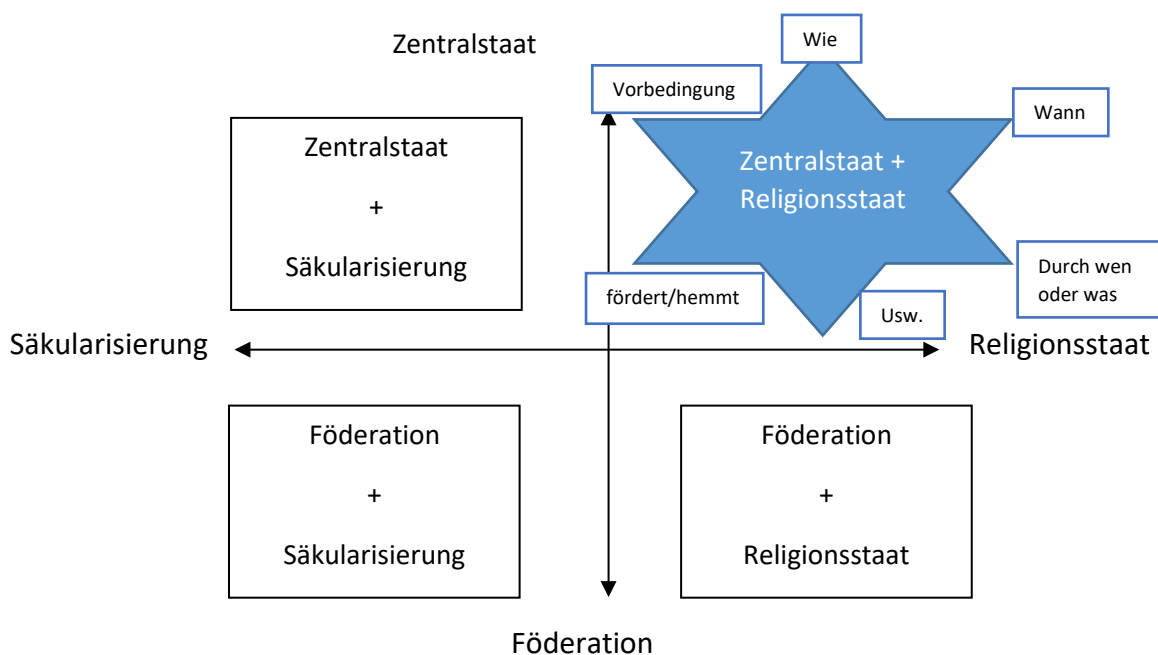 Zentralstaat
Wie
Vorbedingung
Wann
Zentralstaat
+
Säkularisierung
Zentralstaat +
Religionsstaat
fördert/hemmt
Usw.
Durch wen
oder was
Säkularisierung
Religionsstaat
Föderation
+
Säkularisierung
Föderation
+
Religionsstaat
Föderation